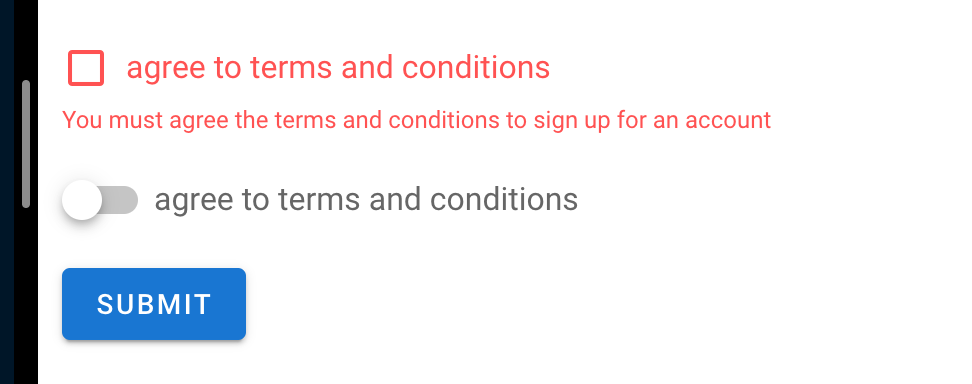 agree to terms and conditions
You must agree the terms and conditions to sign up for an account
agree to terms and conditions
SUBMIT